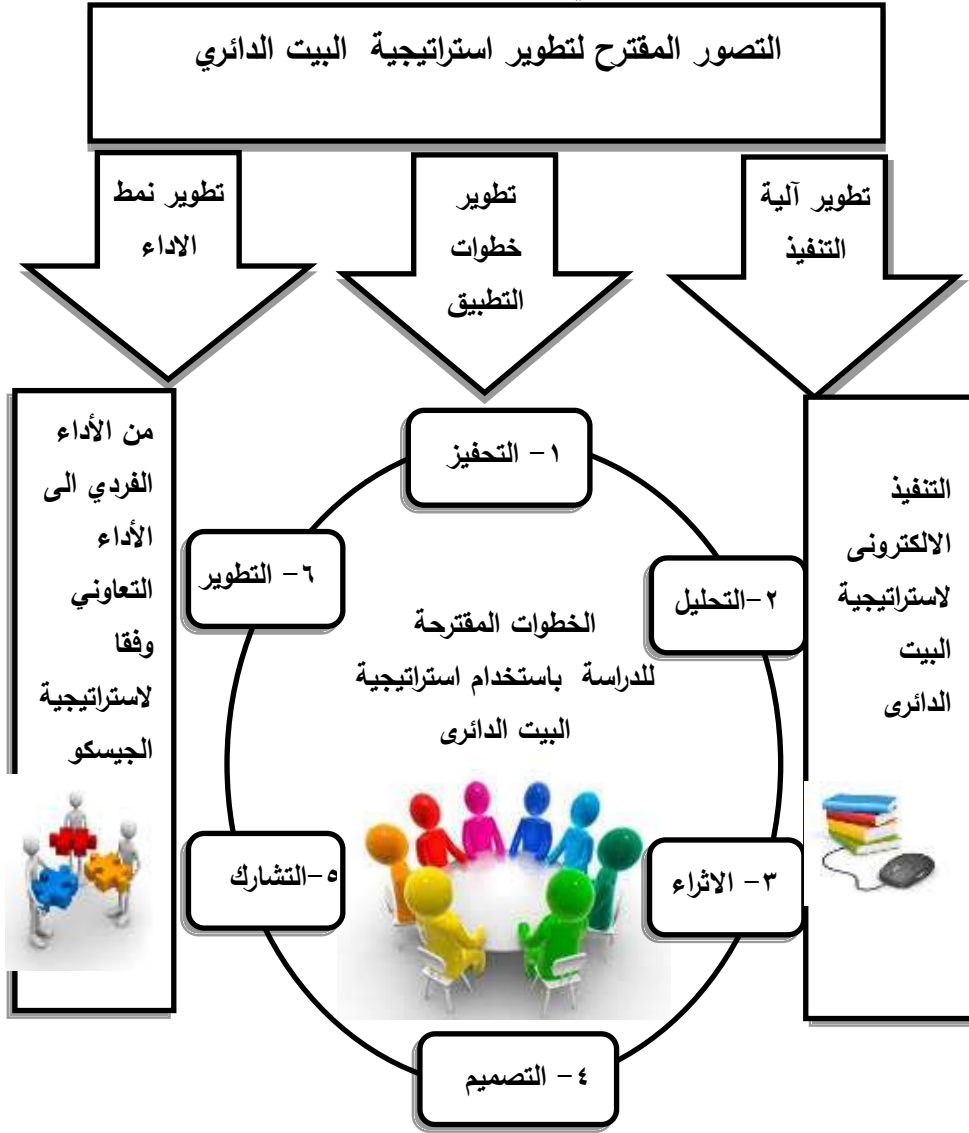 التصور المقترح لتطوير استراتيجية البيت الدائري
تطوير آلية
التنفيذ
تطوير
خطوات
التطبيق
تطوير نمط
الاداء
التنفيذ
الالكترونى
لاستراتيجية
البيت
الدائرى
١- التحفيز
٢-التحليل
٣- الاثراء
٤- التصميم
٥-التشارك
٦- التطوير
الخطوات المقترحة
للدراسة باستخدام استراتيجية
البيت الدائرى
من الأداء
الفردي الى
الأداء
التعاوني
وفقا
لاستراتيجية
الجيسكو